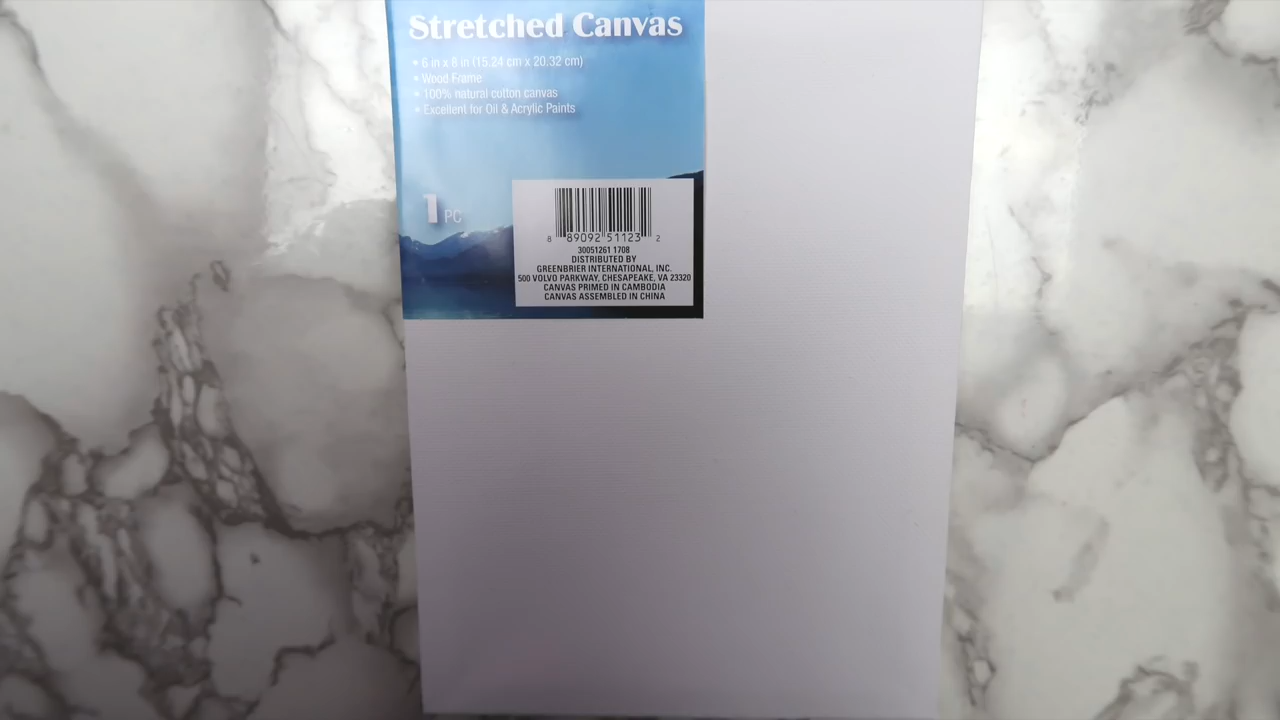 Stretched Canvas
• 6 in x 8 in (15.24 cm x 20.32 cm)
• Wood Frame
• 100% natural cotton canvas
• Excellent for Oil & Acrylic Paints
1 PC
8 89092 51123 2
30051261 1708
DISTRIBUTED BY
GREENBRIER INTERNATIONAL, INC.
500 VOLVO PARKWAY, CHESAPEAKE, VA 23320
CANVAS PRIMED IN CAMBODIA
CANVAS ASSEMBLED IN CHINA